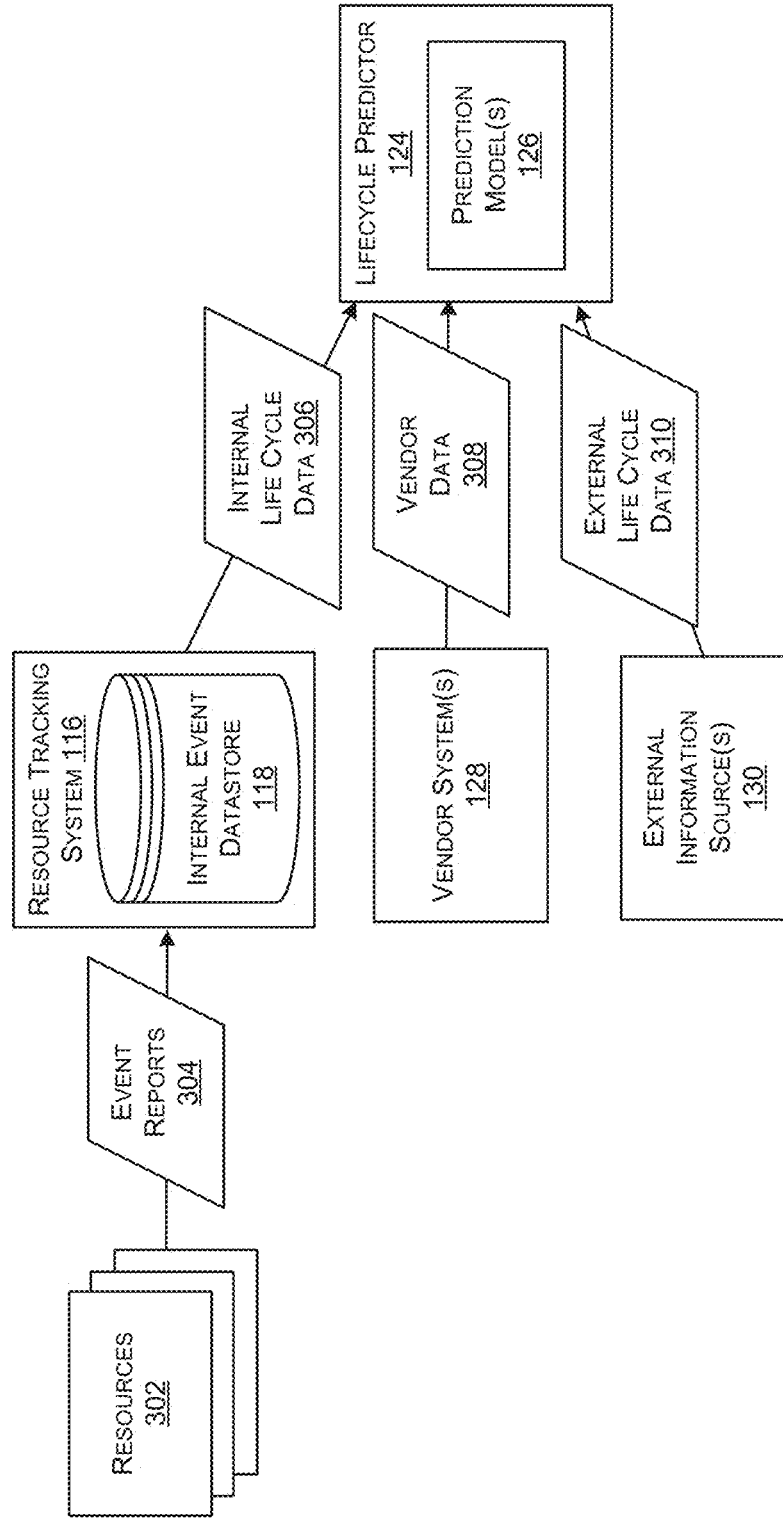 RESOURCES
302
EVENT
REPORTS
304
RESOURCE TRACKING
SYSTEM 116
INTERNAL EVENT
DATASTORE
118
VENDOR SYSTEM(S)
128
EXTERNAL
INFORMATION
SOURCE(S)
130
INTERNAL
LIFE CYCLE
DATA 306
VENDOR
DATA
308
EXTERNAL
LIFE CYCLE
DATA 310
LIFECYCLE PREDICTOR
124
PREDICTION
MODEL(S)
126